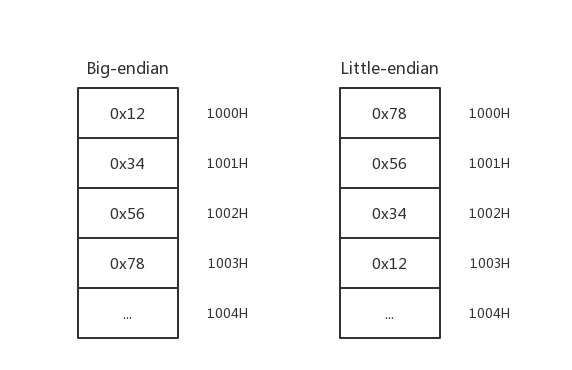 Big-endian Little-endian
0x12 1000H 0x78 1000H
0x34 1001H 0x56 1001H
0x56 1002H 0x34 1002H
0x78 1003H 0x12 1003H
... 1004H ... 1004H